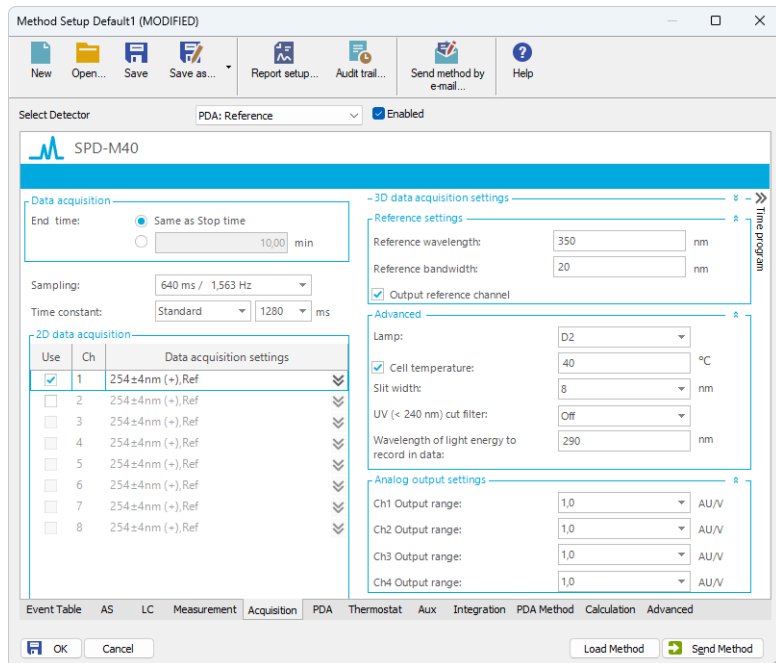 Method Setup Default1 (MODIFIED)
New Open... Save Save as... Report setup... Audit trail... Send method by e-mail... Help
Select Detector PDA: Reference Enabled
SPD-M40
Data acquisition
End time: Same as Stop time
10,00 min
Sampling: 640 ms / 1,563 Hz
Time constant: Standard 1280 ms
2D data acquisition
Use Ch Data acquisition settings
1 254±4nm (+),Ref
2 254±4nm (+),Ref
3 254±4nm (+),Ref
4 254±4nm (+),Ref
5 254±4nm (+),Ref
6 254±4nm (+),Ref
7 254±4nm (+),Ref
8 254±4nm (+),Ref
3D data acquisition settings
Reference settings
Reference wavelength: 350 nm
Reference bandwidth: 20 nm
Output reference channel
Advanced
Lamp: D2
Cell temperature: 40 °C
Slit width: 8 nm
UV (< 240 nm) cut filter: Off
Wavelength of light energy to record in data: 290 nm
Analog output settings
Ch1 Output range: 1,0 AU/V
Ch2 Output range: 1,0 AU/V
Ch3 Output range: 1,0 AU/V
Ch4 Output range: 1,0 AU/V
Time program
Event Table AS LC Measurement Acquisition PDA Thermostat Aux Integration PDA Method Calculation Advanced
OK Cancel Load Method Send Method